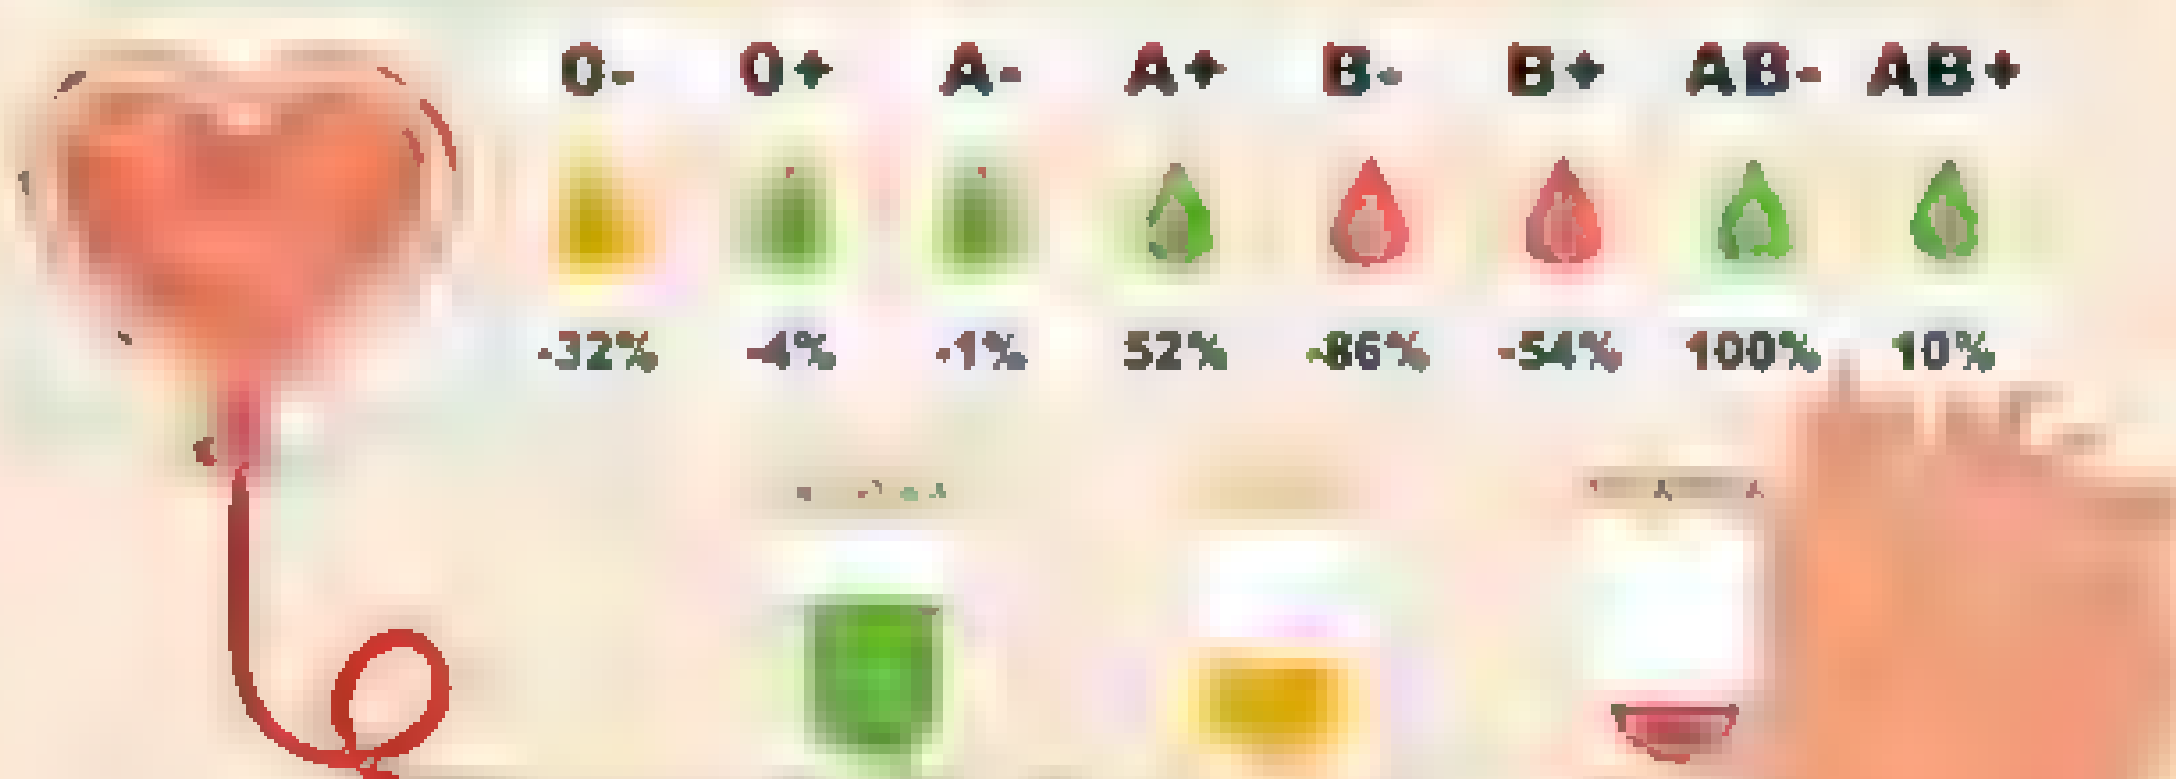 0- 0+ A- A+ B- B+ AB- AB+
-32% -4% -1% 52% -86% -54% 100% 10%